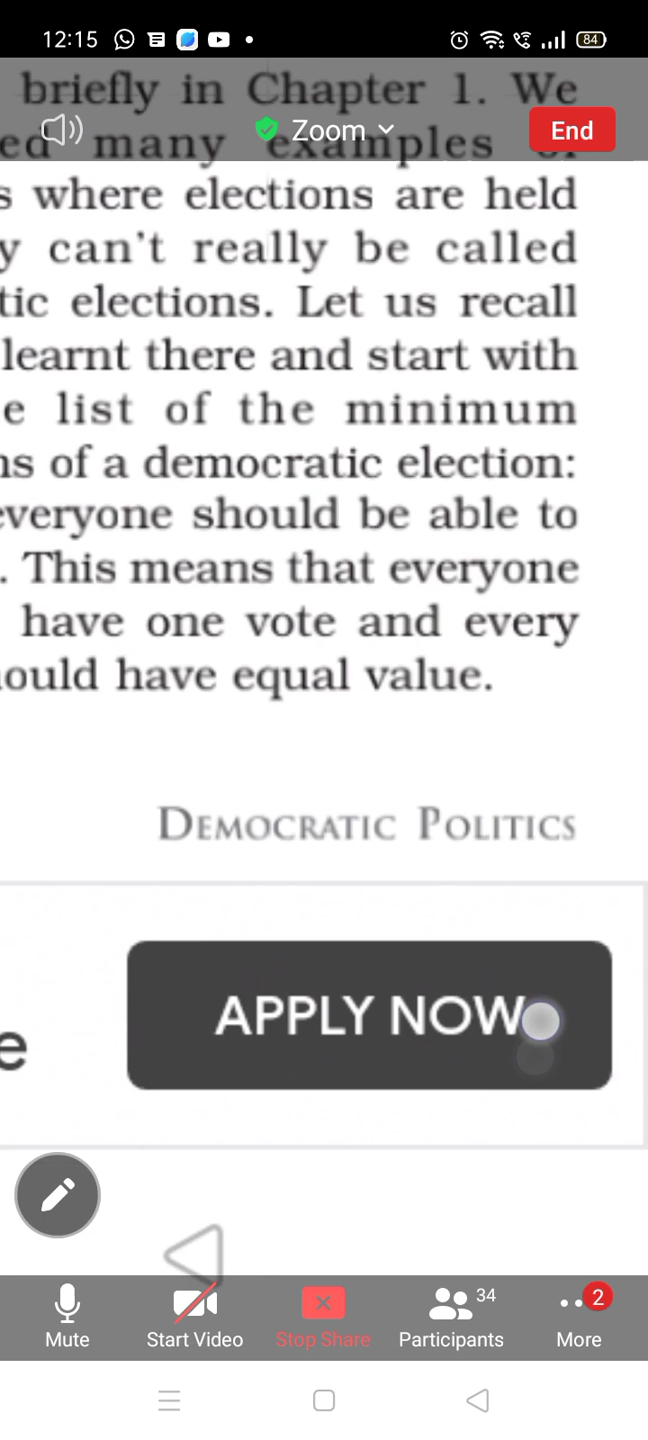 12:15
84
briefly in Chapter 1. We
Zoom
End
ed many examples of
s where elections are held
y can't really be called
tic elections. Let us recall
learnt there and start with
e list of the minimum
ns of a democratic election:
everyone should be able to
. This means that everyone
have one vote and every
ould have equal value.
DEMOCRATIC POLITICS
APPLY NOW
e
34
2
Mute
Start Video
Stop Share
Participants
More